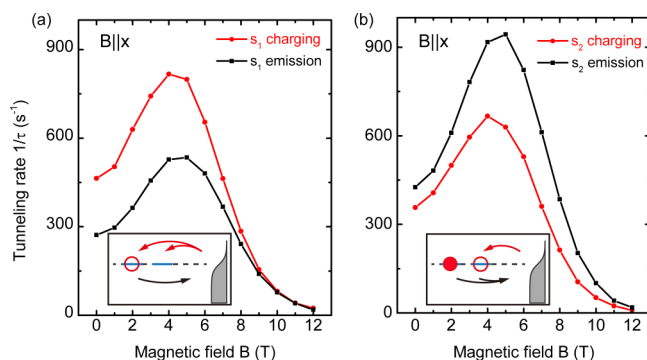 (a)
B||x
s1 charging
s1 emission
Tunneling rate 1/τ (s-1)
900
600
300
0
0 2 4 6 8 10 12
Magnetic field B (T)
(b)
B||x
s2 charging
s2 emission
900
600
300
0
0 2 4 6 8 10 12
Magnetic field B (T)